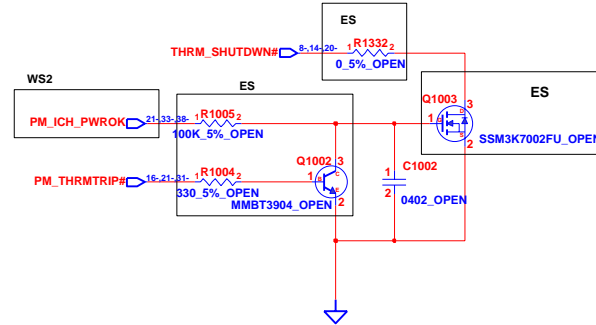 ES
THRM_SHUTDWN#
8-,14-,20-
1
R1332
2
0_5%_OPEN
WS2
PM_ICH_PWROK
21-,33-,38-
ES
1
R1005
2
100K_5%_OPEN
PM_THRMTRIP#
16-,21-,31-
1
R1004
2
330_5%_OPEN
Q1002
3
C
1
B
E
2
MMBT3904_OPEN
C1002
1
2
0402_OPEN
ES
Q1003
3
D
1
G
S
2
SSM3K7002FU_OPEN